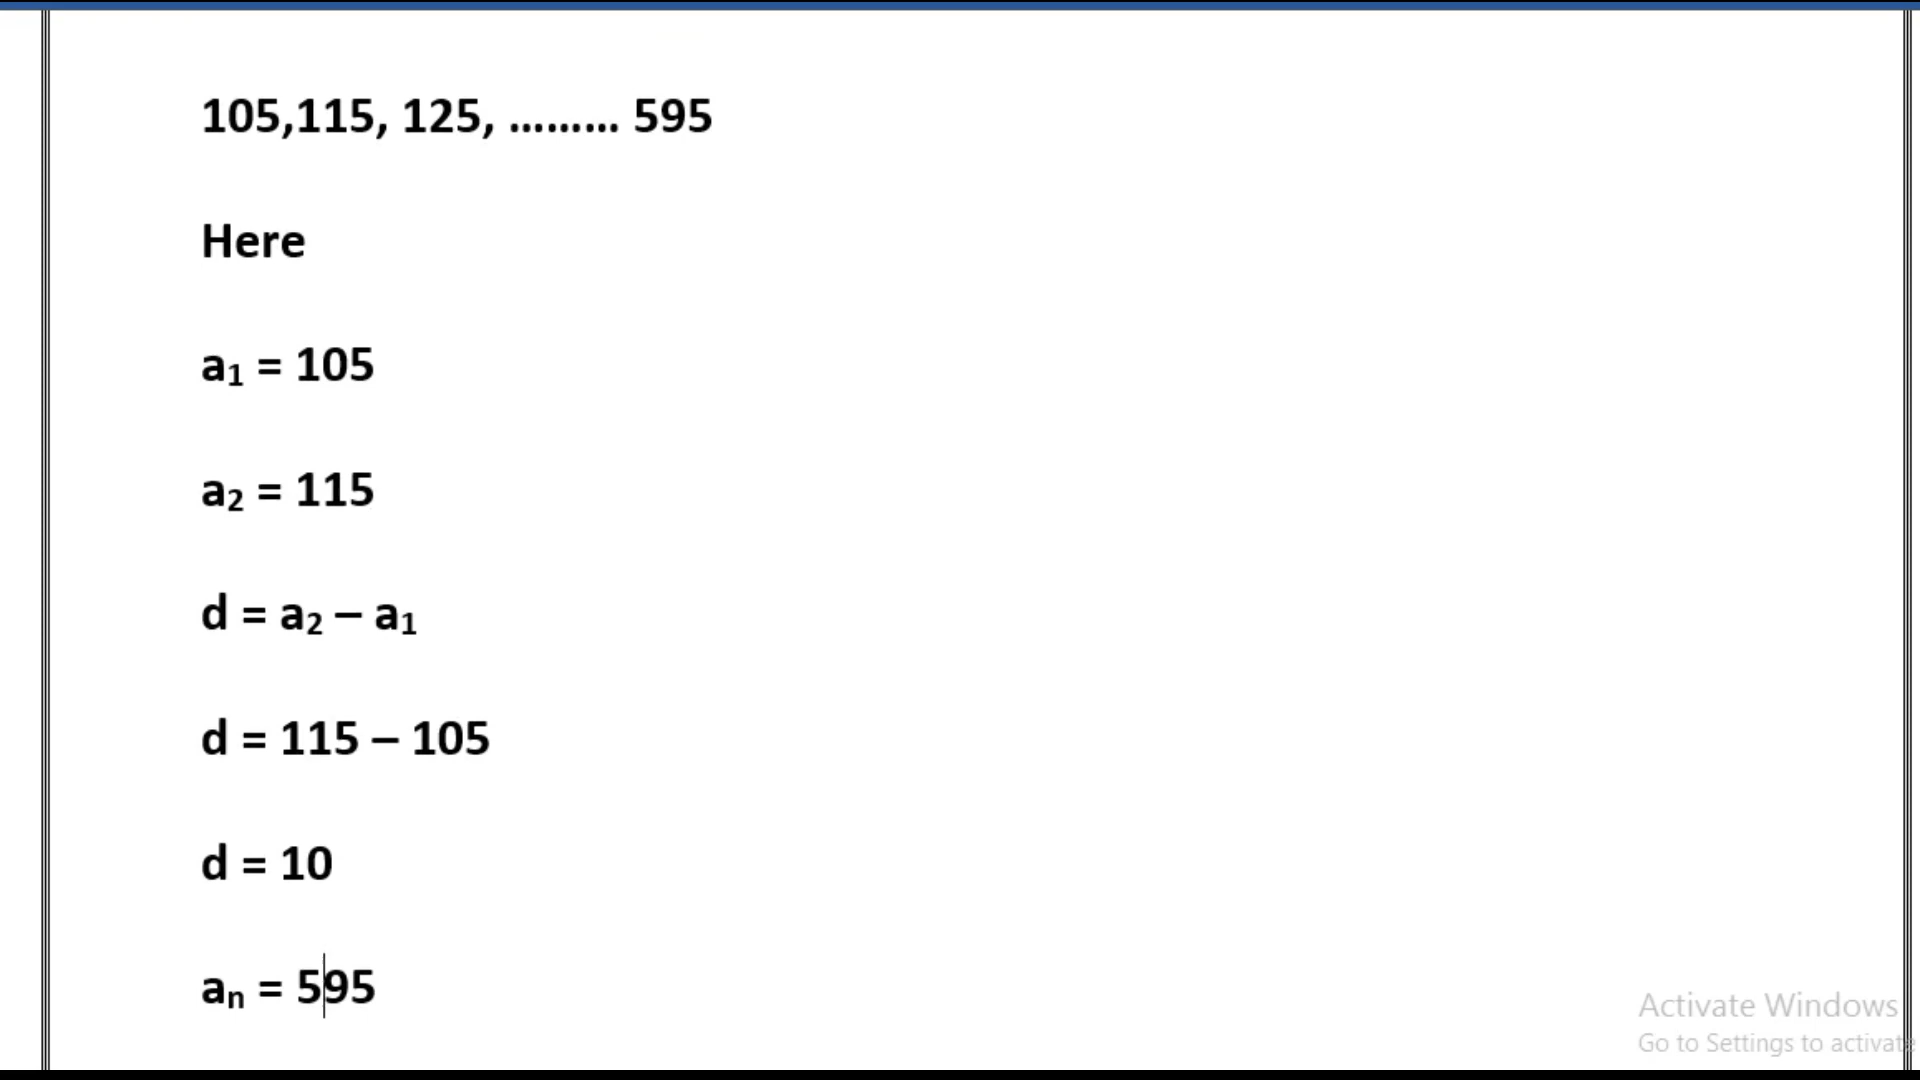 105,115, 125, ……… 595
Here
a₁ = 105
a₂ = 115
d = a₂ – a₁
d = 115 – 105
d = 10
aₙ = 595
Activate Windows
Go to Settings to activate